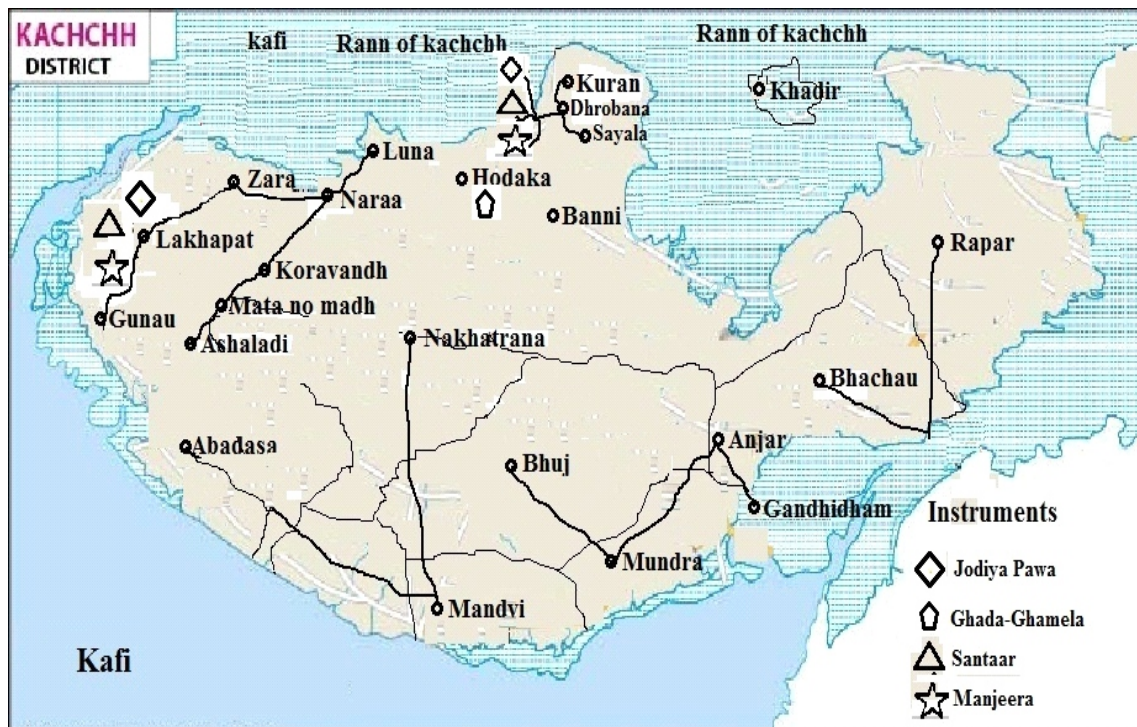 KACHCHH
DISTRICT
kafi
Rann of kachchh
Rann of kachchh
Kuran
Khadir
Dhrobana
Sayala
Luna
Zara
Hodaka
Naraa
Banni
Lakhapat
Rapar
Koravandh
Mata no madh
Gunau
Nakhatrana
Ashaladi
Bhachau
Anjar
Abadasa
Bhuj
Gandhidham
Instruments
Mundra
Jodiya Pawa
Mandvi
Ghada-Ghamela
Kafi
Santaar
Manjeera